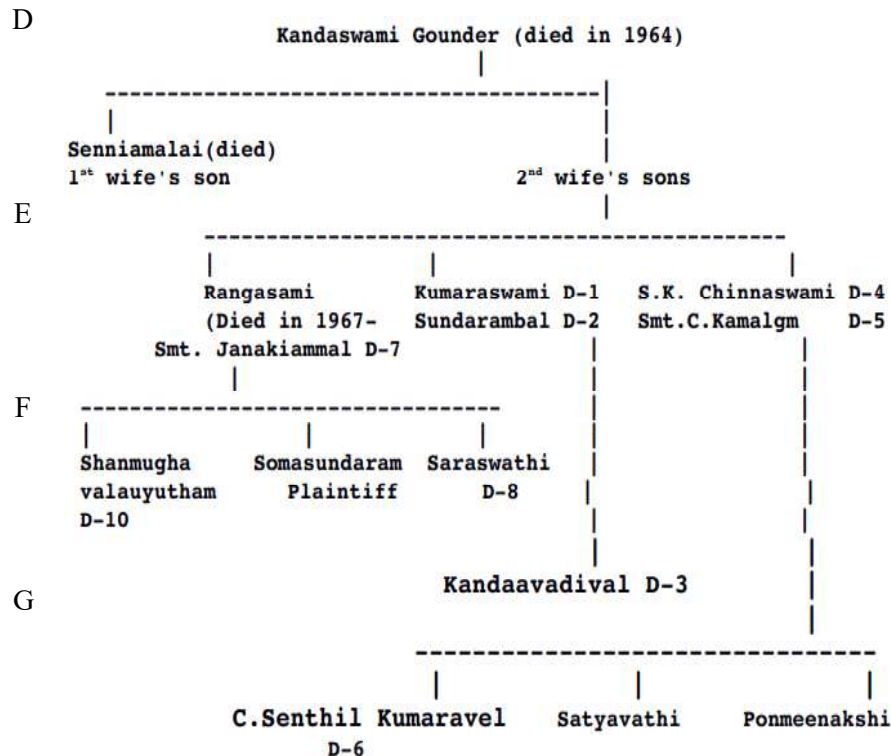 D
Kandaswami Gounder (died in 1964)
Senniamalai(died)
1st wife's son 2nd wife's sons
E
Rangasami Kumaraswami D-1 S.K. Chinnaswami D-4
(Died in 1967- Sundarambal D-2 Smt.C.Kamalgm D-5
Smt. Janakiammal D-7
F
Shanmugha Somasundaram Saraswathi
valauyutham Plaintiff D-8
D-10
Kandaavadival D-3
G
C.Senthil Kumaravel Satyavathi Ponmeenakshi
D-6